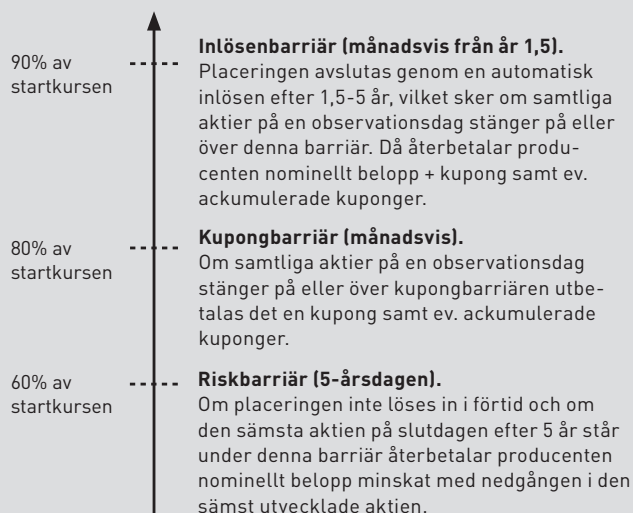 90% av
startkursen
Inlösenbarriär (månadsvis från år 1,5).
Placeringen avslutas genom en automatisk
inlösen efter 1,5-5 år, vilket sker om samtliga
aktier på en observationsdag stänger på eller
över denna barriär. Då återbetalar produ-
centen nominellt belopp + kupong samt ev.
ackumulerade kuponger.
80% av
startkursen
Kupongbarriär (månadsvis).
Om samtliga aktier på en observationsdag
stänger på eller över kupongbarriären utbe-
talas det en kupong samt ev. ackumulerade
kuponger.
60% av
startkursen
Riskbarriär (5-årsdagen).
Om placeringen inte löses in i förtid och om
den sämsta aktien på slutdagen efter 5 år står
under denna barriär återbetalar producenten
nominellt belopp minskat med nedgången i den
sämst utvecklade aktien.